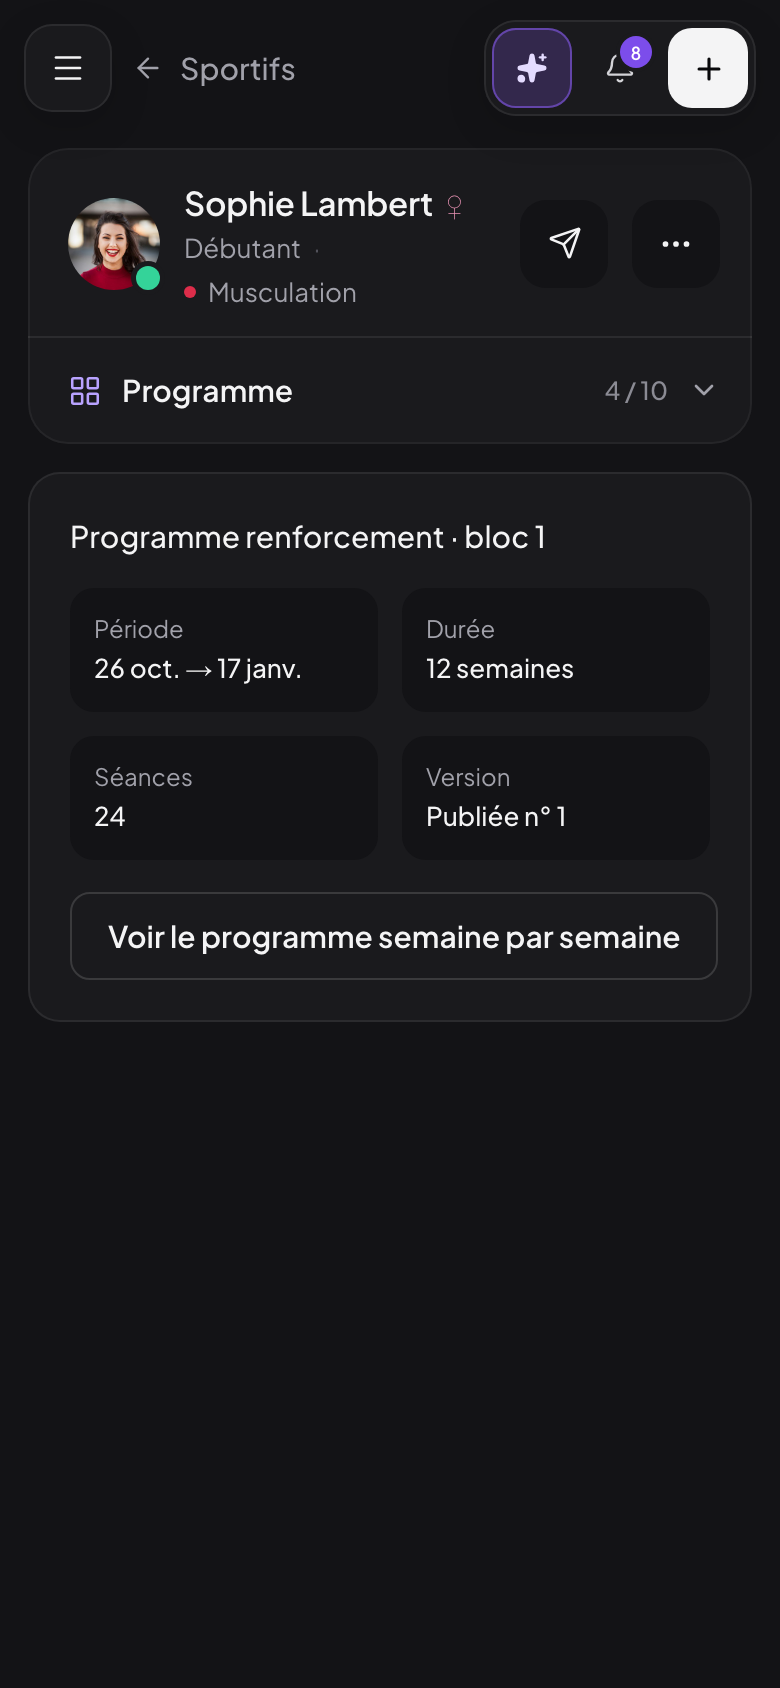 Sportifs
8
Sophie Lambert ♀
Débutant ·
Musculation
Programme
4 / 10
Programme renforcement · bloc 1
Période
26 oct. → 17 janv.
Durée
12 semaines
Séances
24
Version
Publiée n° 1
Voir le programme semaine par semaine